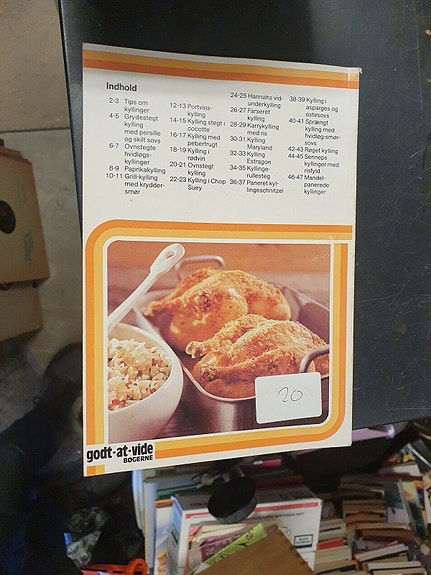 Indhold
2-3 Tips om
kyllinger
4-5 Grydestegt
kylling
med persille
og skilt sovs
6-7 Ovnstegte
hvidløgs-
kyllinger
8-9 Paprikakylling
10-11 Grill-kylling
med krydder-
smør
12-13 Portvins-
kylling
14-15 Kylling stegt i
cocotte
16-17 Kylling med
peberfrugt
18-19 Kylling i
rødvin
20-21 Ovnstegt
kylling
22-23 Kylling i Chop
Suey
24-25 Hannahs vid-
underkylling
26-27 Farseret
kylling
28-29 Karrykylling
med ris
30-31 Kylling
Maryland
32-33 Kylling
Estragon
34-35 Kyllinge-
rullesteg
36-37 Paneret kyl-
lingeschnitzel
38-39 Kylling i
asparges og
ostesovs
40-41 Sprængt
kylling med
hvidløg-smør-
sovs
42-43 Røget kylling
44-45 Senneps
kyllinger med
risfyld
46-47 Mandel-
panerede
kyllinger
20
godt-at-vide
BØGERNE